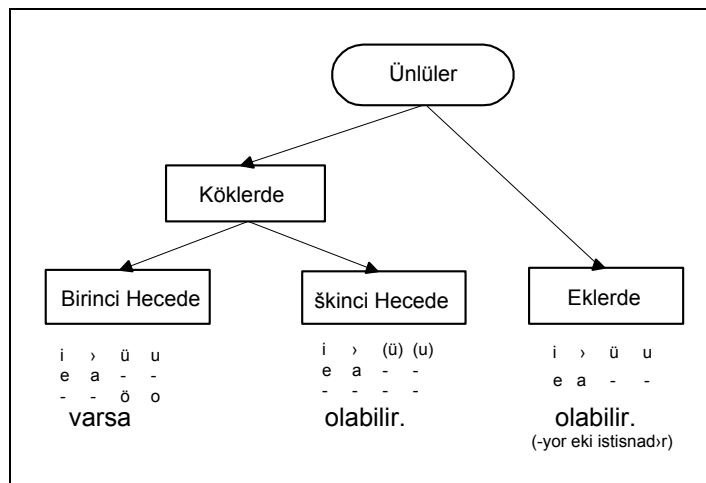 Ünlüler
Köklerde
Birinci Hecede
škinci Hecede
Eklerde
i › ü u
e a - -
- - ö o
varsa
i › (ü) (u)
e a - -
- - - -
olabilir.
i › ü u
e a - -
olabilir.
(-yor eki istisnad›r)